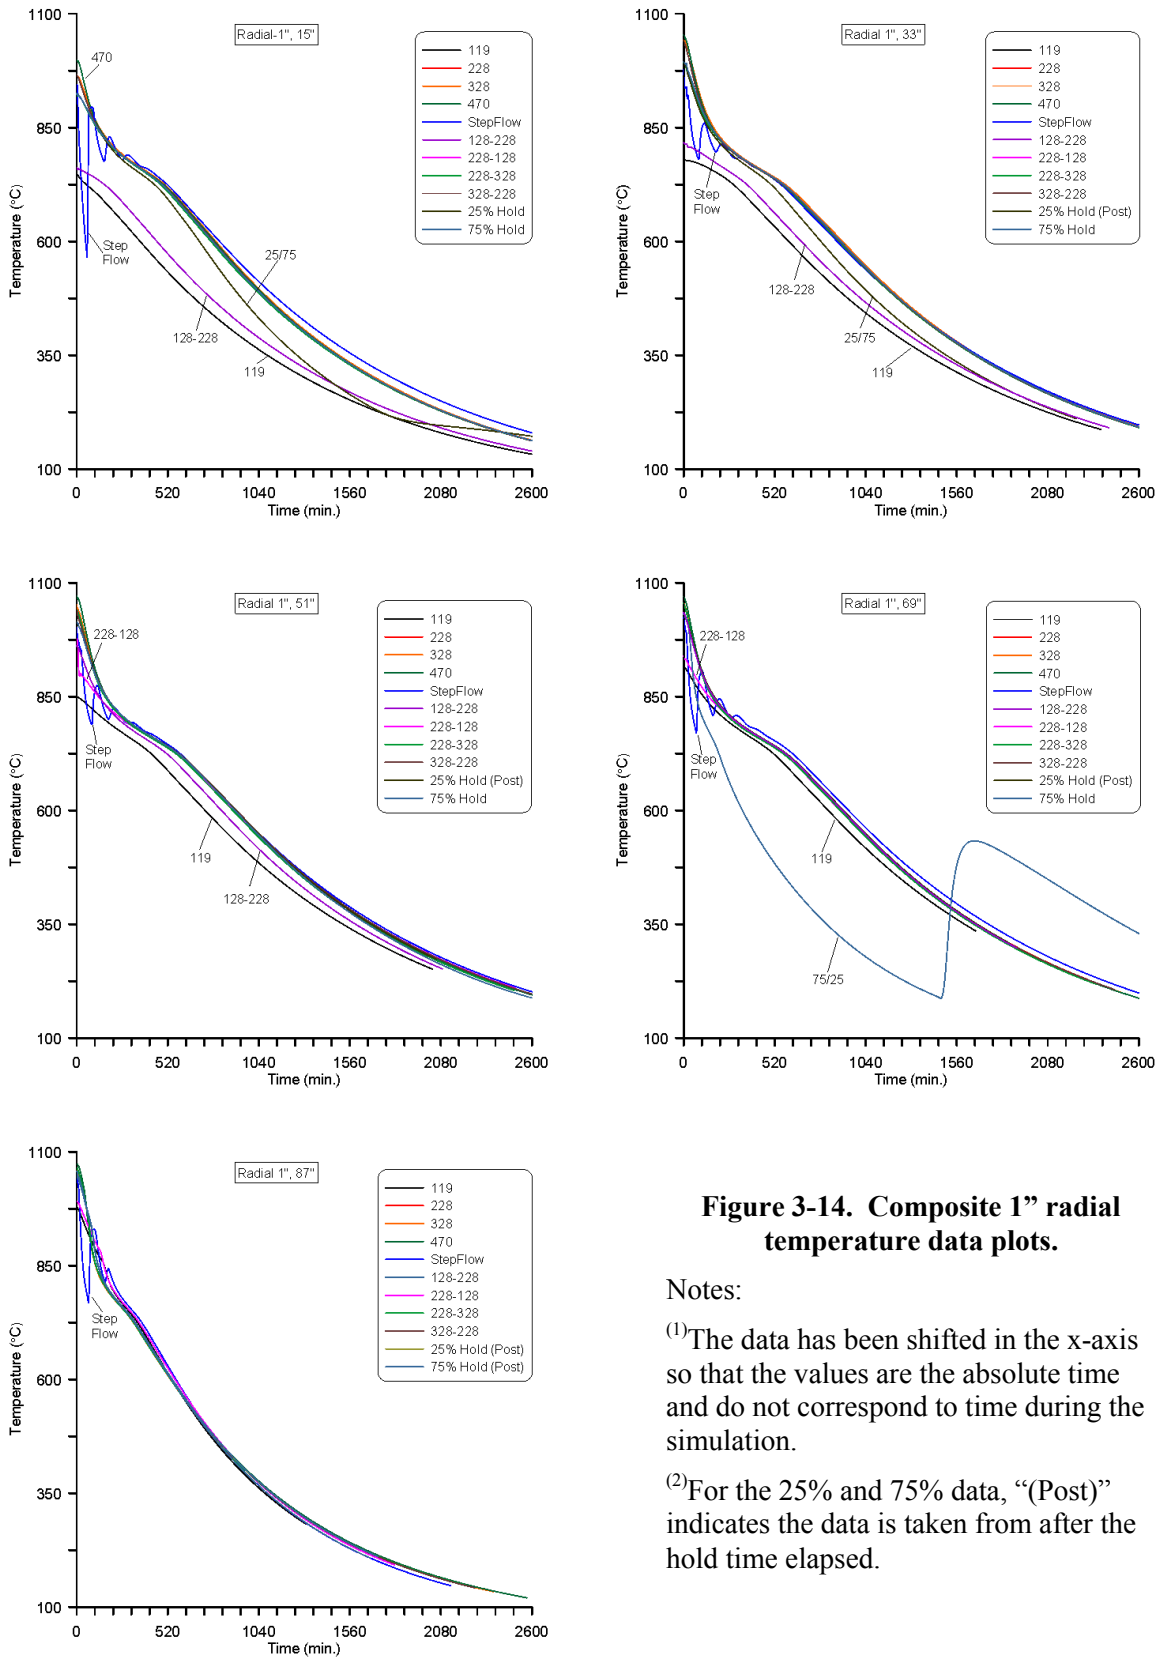 1100
850
600
350
100
Temperature (°C)
Radial-1", 15"
470
Step
Flow
25/75
128-228
119
119
228
328
470
StepFlow
128-228
228-128
228-328
328-228
25% Hold
75% Hold
0 520 1040 1560 2080 2600
Time (min.)
1100
850
600
350
100
Temperature (°C)
Radial 1", 33"
Step
Flow
128-228
25/75
119
119
228
328
470
StepFlow
128-228
228-128
228-328
328-228
25% Hold (Post)
75% Hold
0 520 1040 1560 2080 2600
Time (min.)
1100
850
600
350
100
Temperature (°C)
Radial 1", 51"
228-128
Step
Flow
119
128-228
119
228
328
470
StepFlow
128-228
228-128
228-328
328-228
25% Hold (Post)
75% Hold
0 520 1040 1560 2080 2600
Time (min.)
1100
850
600
350
100
Temperature (°C)
Radial 1", 69"
228-128
Step
Flow
119
75/25
119
228
328
470
StepFlow
128-228
228-128
228-328
328-228
25% Hold (Post)
75% Hold
0 520 1040 1560 2080 2600
Time (min.)
1100
850
600
350
100
Temperature (°C)
Radial 1", 87"
Step
Flow
119
228
328
470
StepFlow
128-228
228-128
228-328
328-228
25% Hold (Post)
75% Hold (Post)
0 520 1040 1560 2080 2600
Time (min.)
Figure 3-14. Composite 1” radial
temperature data plots.
Notes:
(1)The data has been shifted in the x-axis
so that the values are the absolute time
and do not correspond to time during the
simulation.
(2)For the 25% and 75% data, “(Post)”
indicates the data is taken from after the
hold time elapsed.